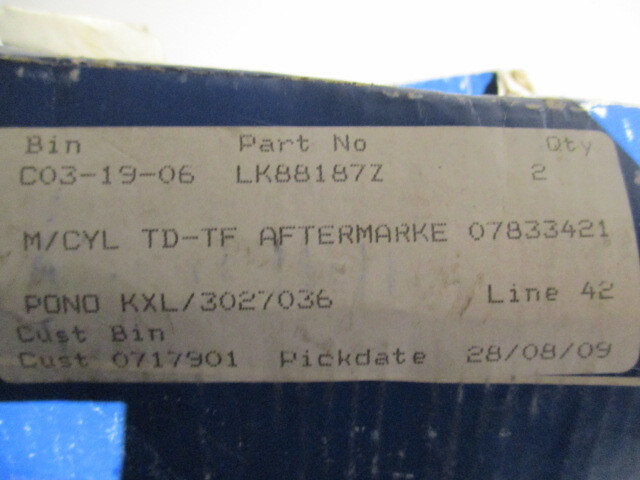 Bin Part No Qty
C03-19-06 LK88187Z 2
M/CYL TD-TF AFTERMARKE 07833421
PONO KXL/3027036 Line 42
Cust Bin
Cust 0717901 Pickdate 28/08/09